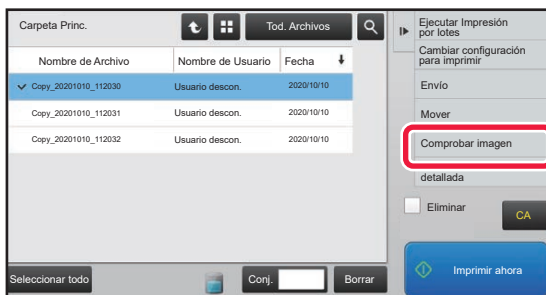 Carpeta Princ.
Tod. Archivos
Nombre de Archivo
Nombre de Usuario
Fecha
Copy_20201010_112030
Usuario descon.
2020/10/10
Copy_20201010_112031
Usuario descon.
2020/10/10
Copy_20201010_112032
Usuario descon.
2020/10/10
Seleccionar todo
Conj.
Borrar
Ejecutar Impresión
por lotes
Cambiar configuración
para imprimir
Envío
Mover
Comprobar imagen
detallada
Eliminar
CA
Imprimir ahora